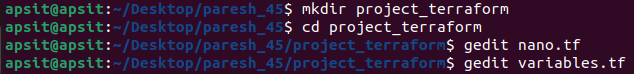 apsit@apsit:~/Desktop/paresh_45$ mkdir project_terraform
apsit@apsit:~/Desktop/paresh_45$ cd project_terraform
apsit@apsit:~/Desktop/paresh_45/project_terraform$ gedit nano.tf
apsit@apsit:~/Desktop/paresh_45/project_terraform$ gedit variables.tf